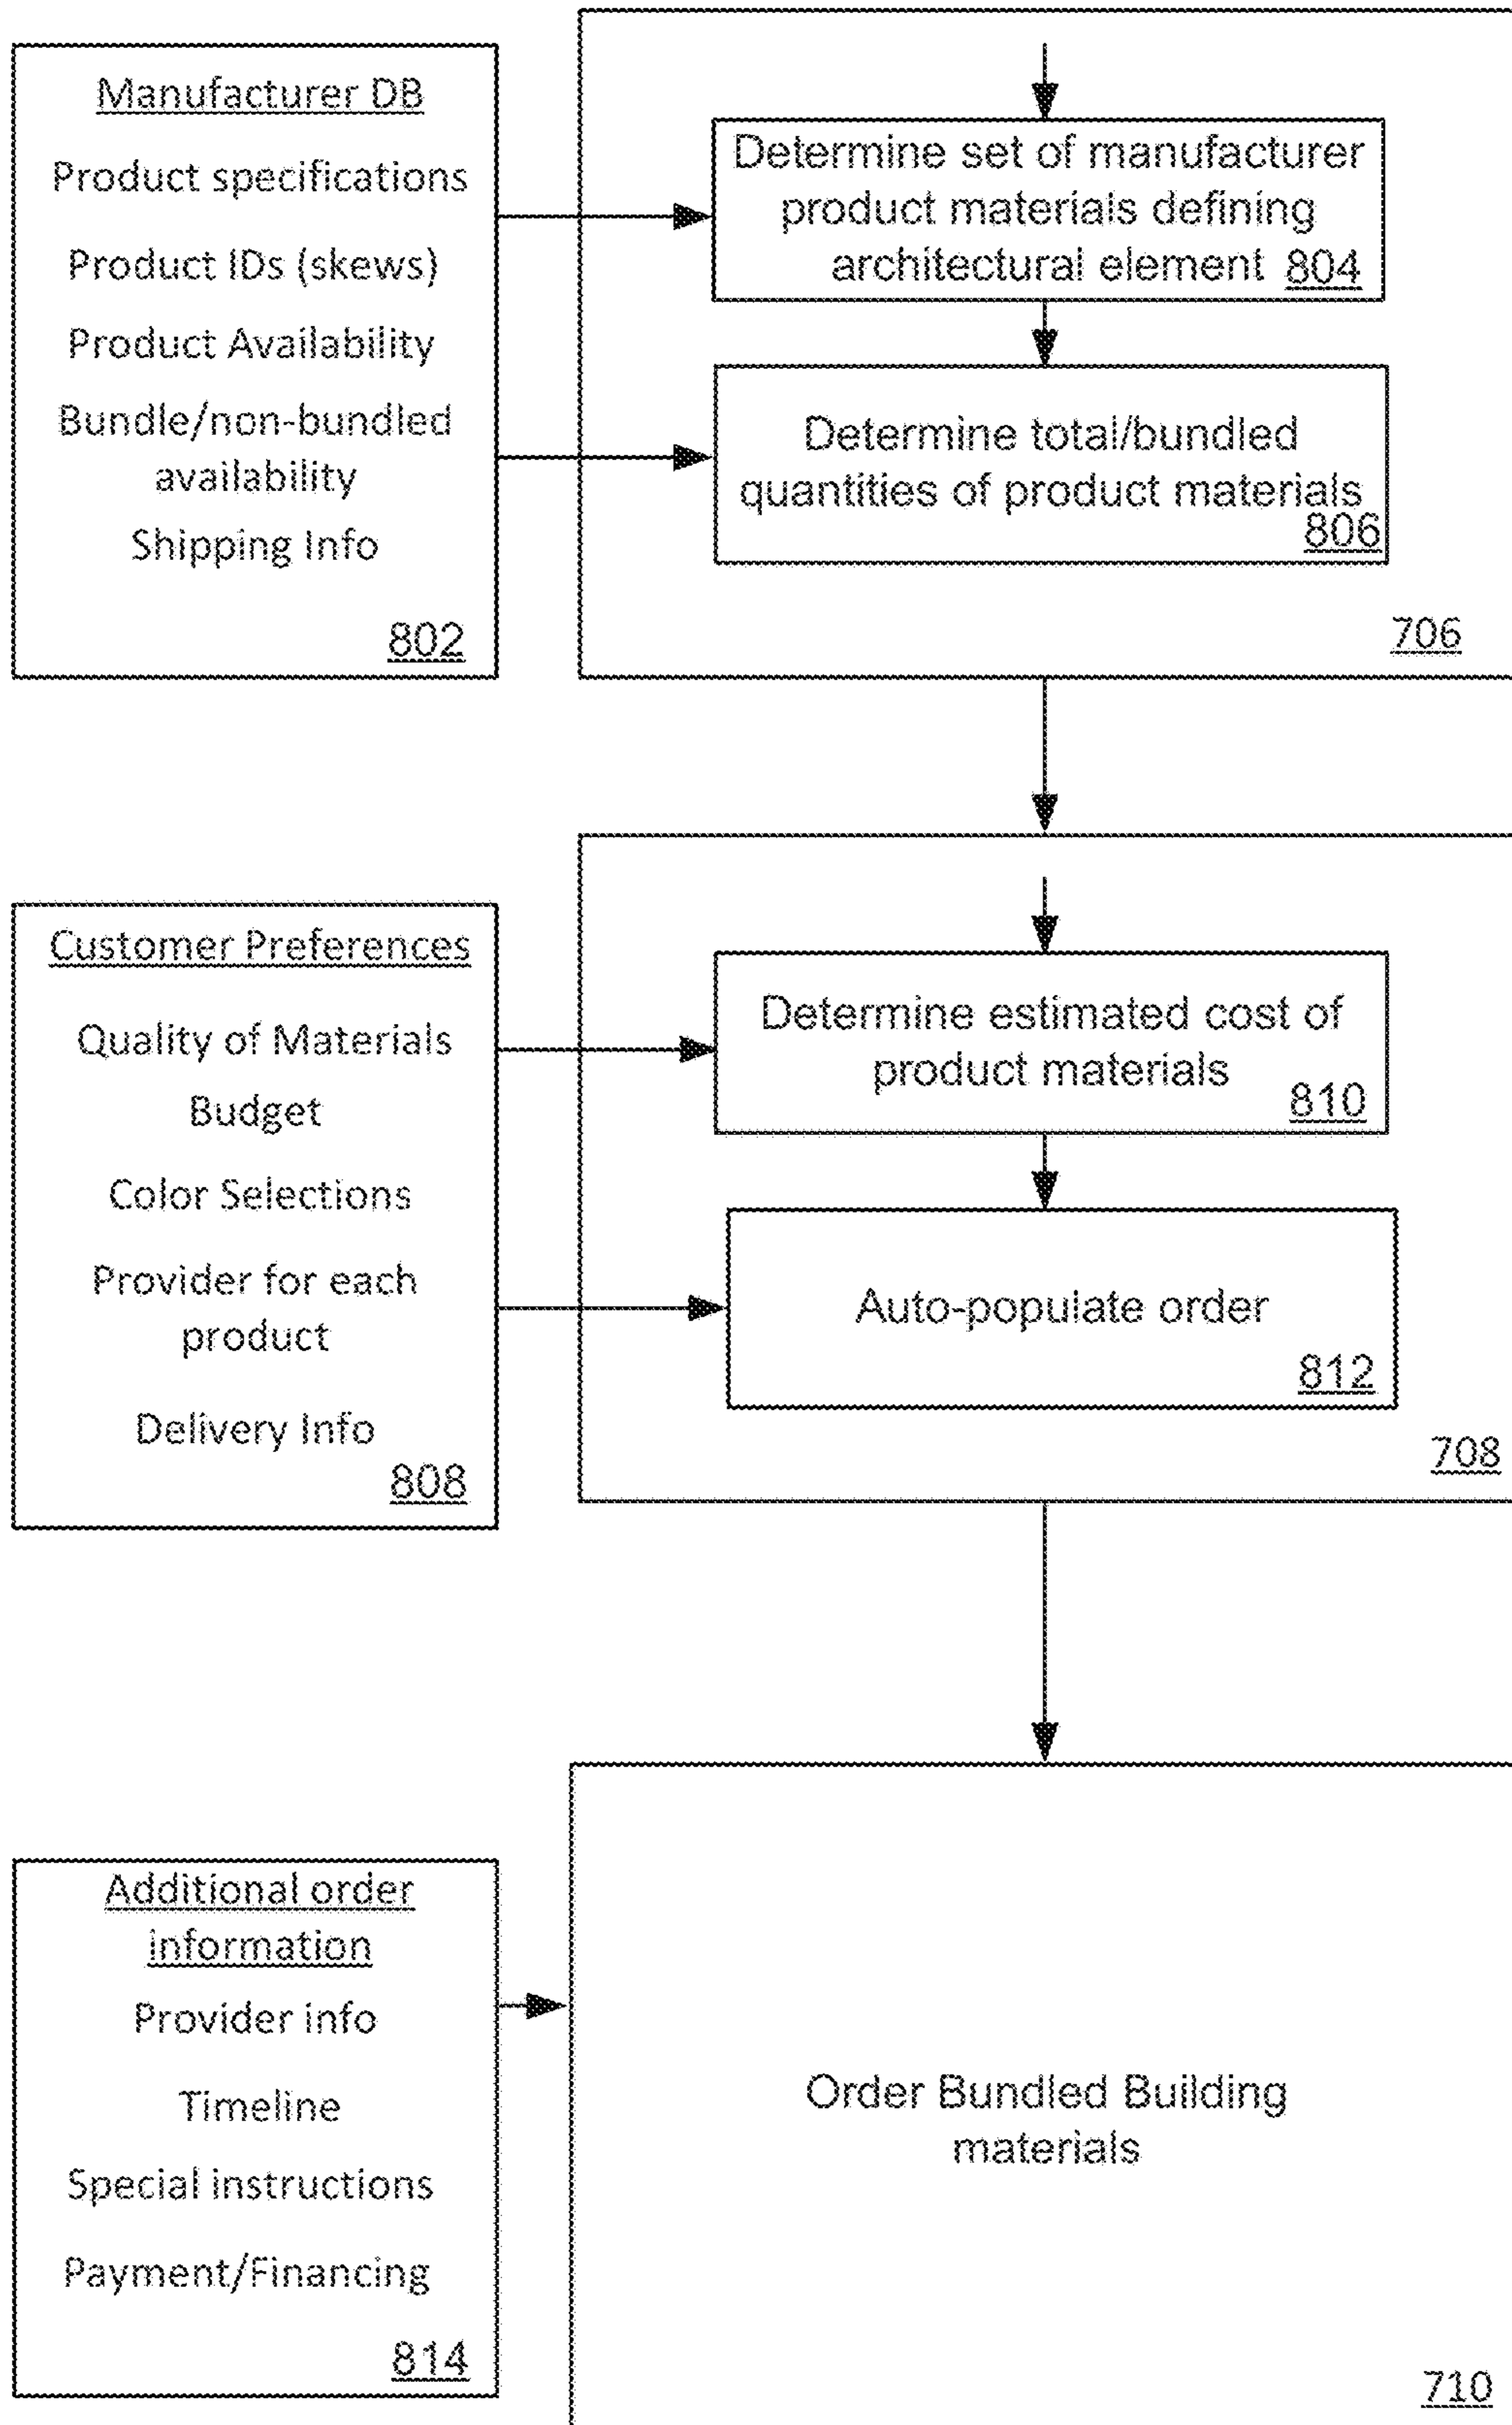 Manufacturer DB
Product specifications
Product IDs (skews)
Product Availability
Bundle/non-bundled
availability
Shipping Info
802
Determine set of manufacturer
product materials defining
architectural element 804
Determine total/bundled
quantities of product materials
806
706
Customer Preferences
Quality of Materials
Budget
Color Selections
Provider for each
product
Delivery Info
808
Determine estimated cost of
product materials
810
Auto-populate order
812
708
Additional order
information
Provider info
Timeline
Special instructions
Payment/Financing
814
Order Bundled Building
materials
710